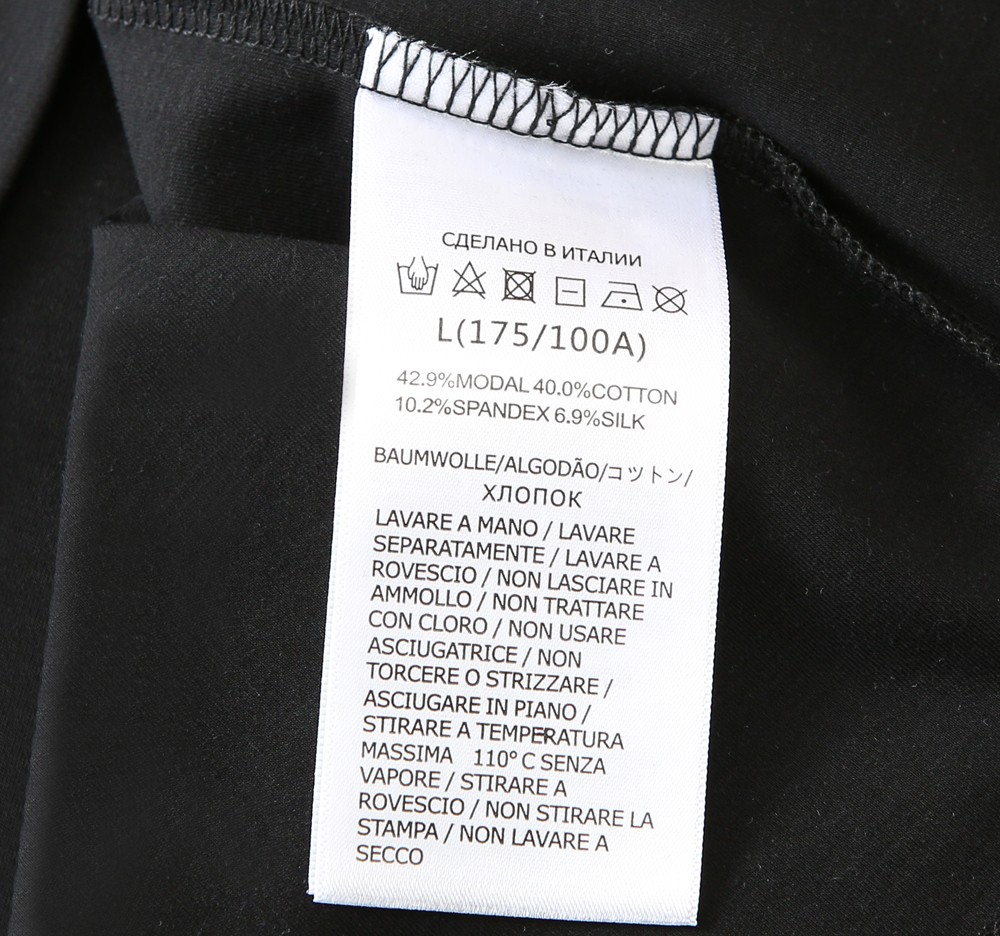 СДЕЛАНО В ИТАЛИИ
L(175/100A)
42.9%MODAL 40.0%COTTON
10.2%SPANDEX 6.9%SILK
BAUMWOLLE/ALGODÃO/コットン/
ХЛОПОК
LAVARE A MANO / LAVARE
SEPARATAMENTE / LAVARE A
ROVESCIO / NON LASCIARE IN
AMMOLLO / NON TRATTARE
CON CLORO / NON USARE
ASCIUGATRICE / NON
TORCERE O STRIZZARE /
ASCIUGARE IN PIANO /
STIRARE A TEMPERATURA
MASSIMA 110° C SENZA
VAPORE / STIRARE A
ROVESCIO / NON STIRARE LA
STAMPA / NON LAVARE A
SECCO